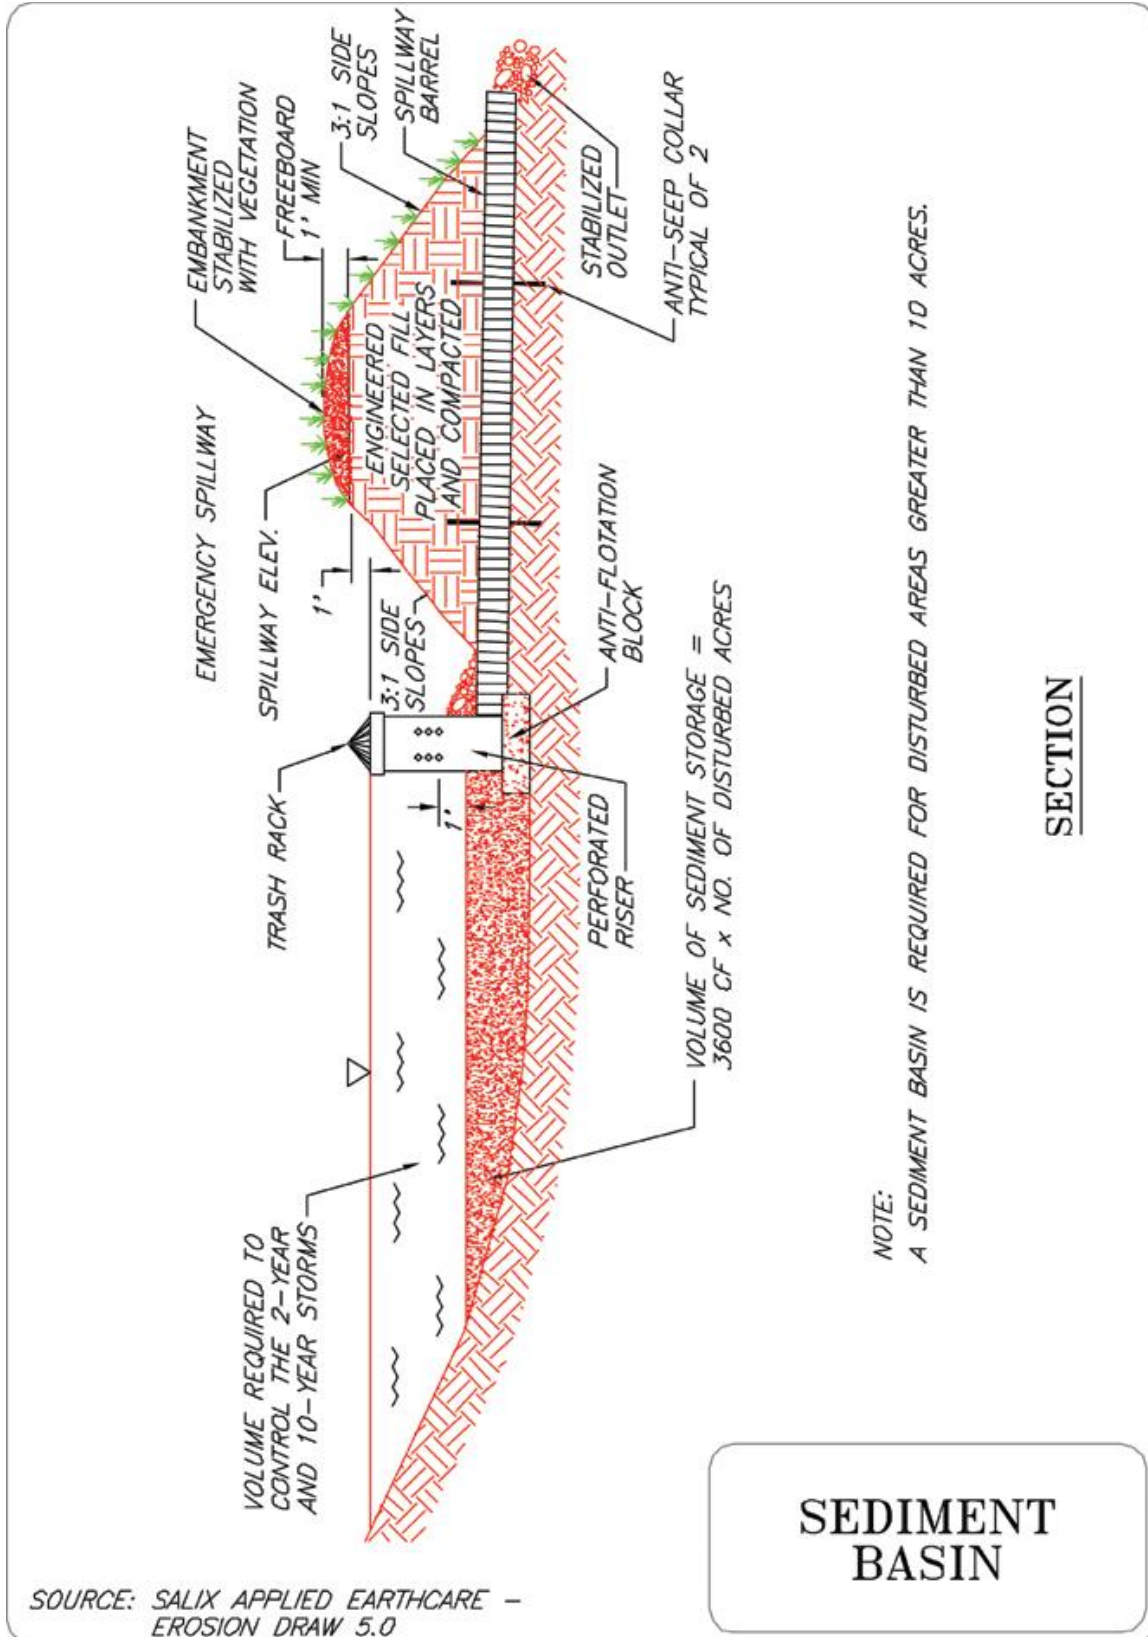 VOLUME REQUIRED TO
CONTROL THE 2-YEAR
AND 10-YEAR STORMS
TRASH RACK
1'
PERFORATED
RISER
3:1 SIDE
SLOPES
1'
EMERGENCY SPILLWAY
SPILLWAY ELEV.
EMBANKMENT
STABILIZED
WITH VEGETATION
FREEBOARD
1' MIN
3:1 SIDE
SLOPES
SPILLWAY
BARREL
ENGINEERED
SELECTED FILL
PLACED IN LAYERS
AND COMPACTED
STABILIZED
OUTLET
ANTI-SEEP COLLAR
TYPICAL OF 2
ANTI-FLOTATION
BLOCK
VOLUME OF SEDIMENT STORAGE =
3600 CF x NO. OF DISTURBED ACRES
NOTE:
A SEDIMENT BASIN IS REQUIRED FOR DISTURBED AREAS GREATER THAN 10 ACRES.
SECTION
SEDIMENT
BASIN
SOURCE: SALIX APPLIED EARTHCARE -
EROSION DRAW 5.0